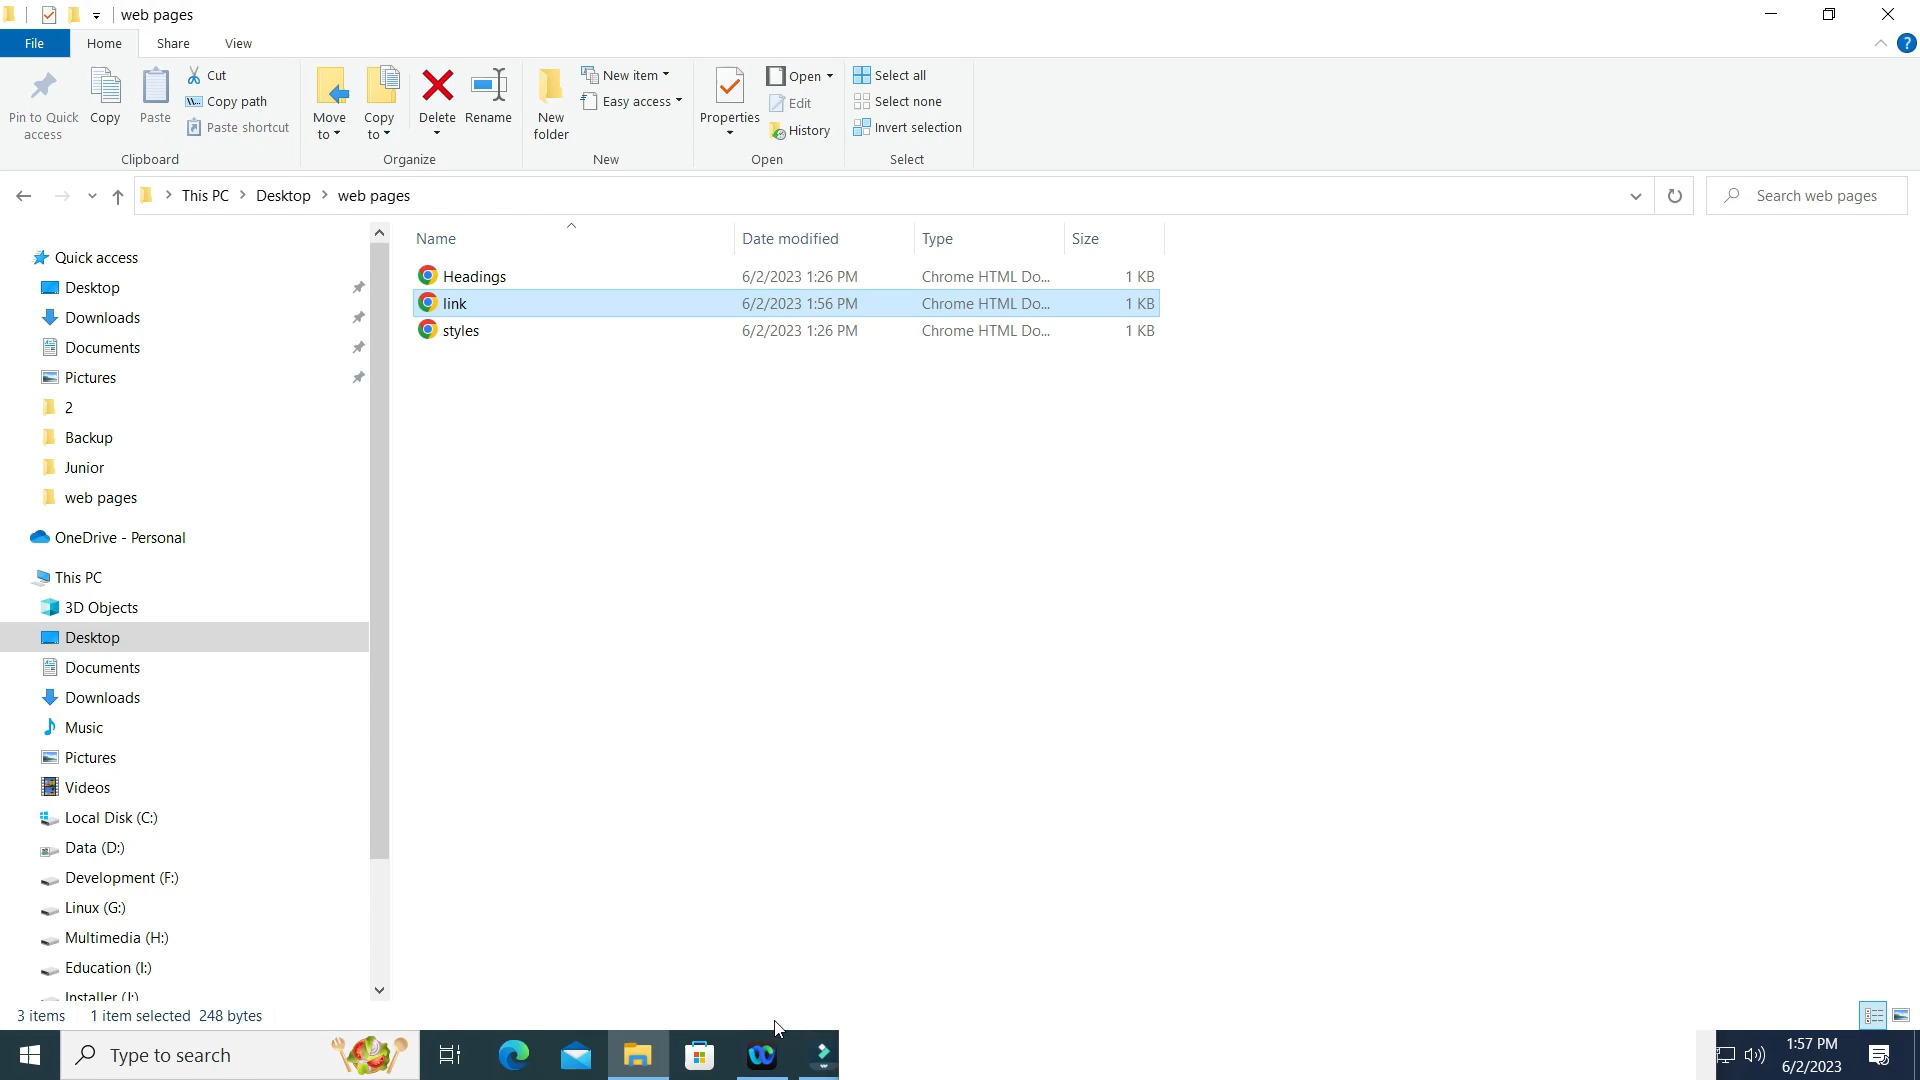 web pages
File Home Share View
Pin to Quick access
Copy
Paste
Cut
Copy path
Paste shortcut
Clipboard
Move to
Copy to
Delete
Rename
Organize
New folder
New item
Easy access
New
Properties
Open
Edit
History
Open
Select all
Select none
Invert selection
Select
This PC Desktop web pages
Search web pages
Name Date modified Type Size
Headings 6/2/2023 1:26 PM Chrome HTML Do... 1 KB
link 6/2/2023 1:56 PM Chrome HTML Do... 1 KB
styles 6/2/2023 1:26 PM Chrome HTML Do... 1 KB
Quick access
Desktop
Downloads
Documents
Pictures
2
Backup
Junior
web pages
OneDrive - Personal
This PC
3D Objects
Desktop
Documents
Downloads
Music
Pictures
Videos
Local Disk (C:)
Data (D:)
Development (F:)
Linux (G:)
Multimedia (H:)
Education (I:)
Installer (J:)
3 items 1 item selected 248 bytes
Type to search
1:57 PM
6/2/2023